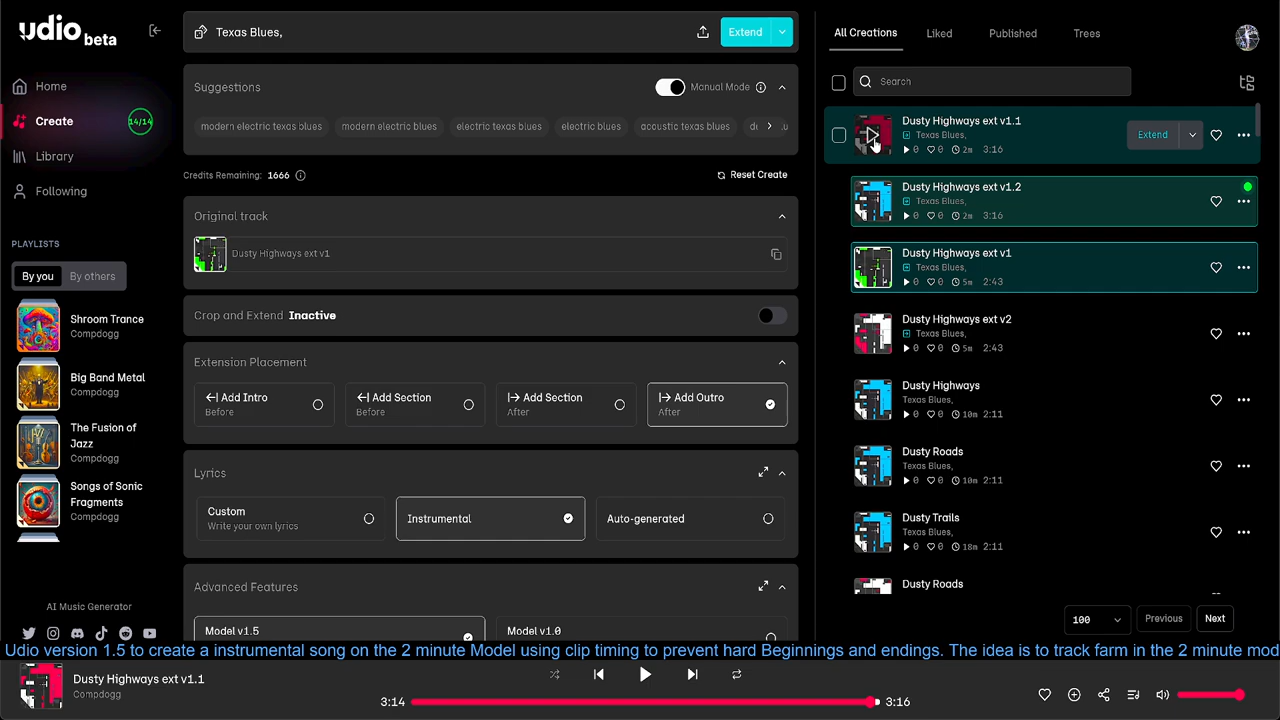 udio beta
Home
Create
14/14
Library
Following
PLAYLISTS
By you
By others
Shroom Trance
Compdogg
Big Band Metal
Compdogg
The Fusion of
Jazz
Compdogg
Songs of Sonic
Fragments
Compdogg
AI Music Generator
Texas Blues,
Extend
Suggestions
Manual Mode
modern electric texas blues
modern electric blues
electric texas blues
electric blues
acoustic texas blues
Credits Remaining: 1666
Reset Create
Original track
Dusty Highways ext v1
Crop and Extend Inactive
Extension Placement
Add Intro
Before
Add Section
Before
Add Section
After
Add Outro
After
Lyrics
Custom
Write your own lyrics
Instrumental
Auto-generated
Advanced Features
Model v1.5
Model v1.0
All Creations
Liked
Published
Trees
Search
Dusty Highways ext v1.1
Texas Blues,
0 0 2m 3:16
Extend
Dusty Highways ext v1.2
Texas Blues,
0 0 2m 3:16
Dusty Highways ext v1
Texas Blues,
0 0 5m 2:43
Dusty Highways ext v2
Texas Blues,
0 0 5m 2:43
Dusty Highways
Texas Blues,
0 0 10m 2:11
Dusty Roads
Texas Blues,
0 0 10m 2:11
Dusty Trails
Texas Blues,
0 0 18m 2:11
Dusty Roads
100
Previous
Next
Udio version 1.5 to create a instrumental song on the 2 minute Model using clip timing to prevent hard Beginnings and endings. The idea is to track farm in the 2 minute mod
Dusty Highways ext v1.1
Compdogg
3:14
3:16